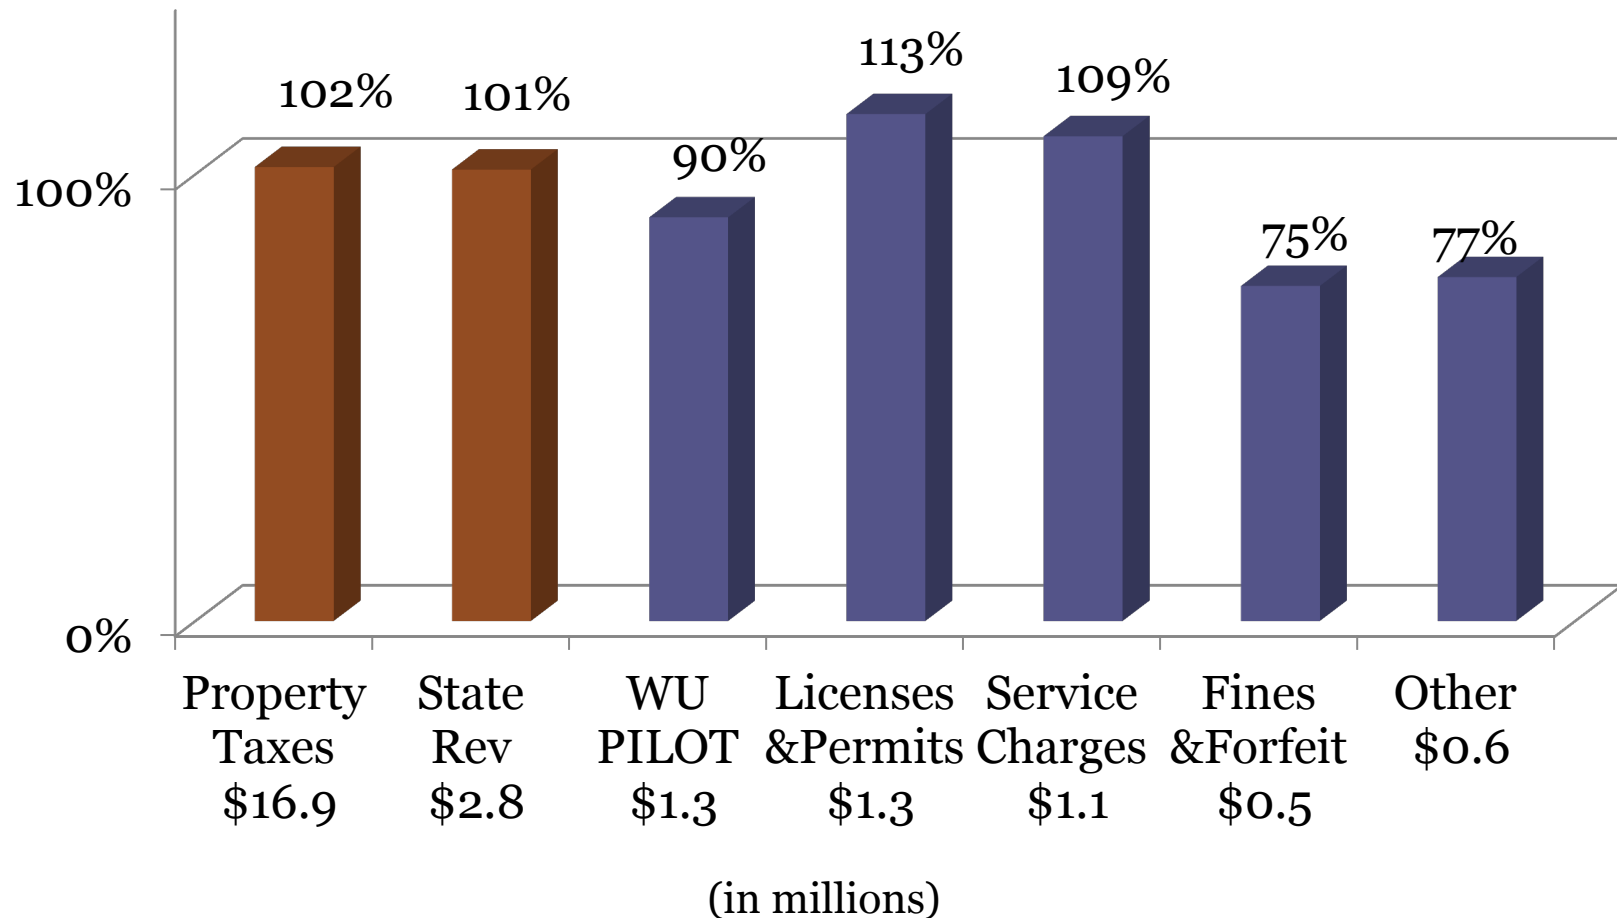 113%
109%
102%
101%
90%
100%
75%
77%
0%
Property
Taxes
$16.9
State
Rev
$2.8
WU
PILOT
$1.3
Licenses
&Permits
$1.3
Service
Charges
$1.1
Fines
&Forfeit
$0.5
Other
$0.6
(in millions)